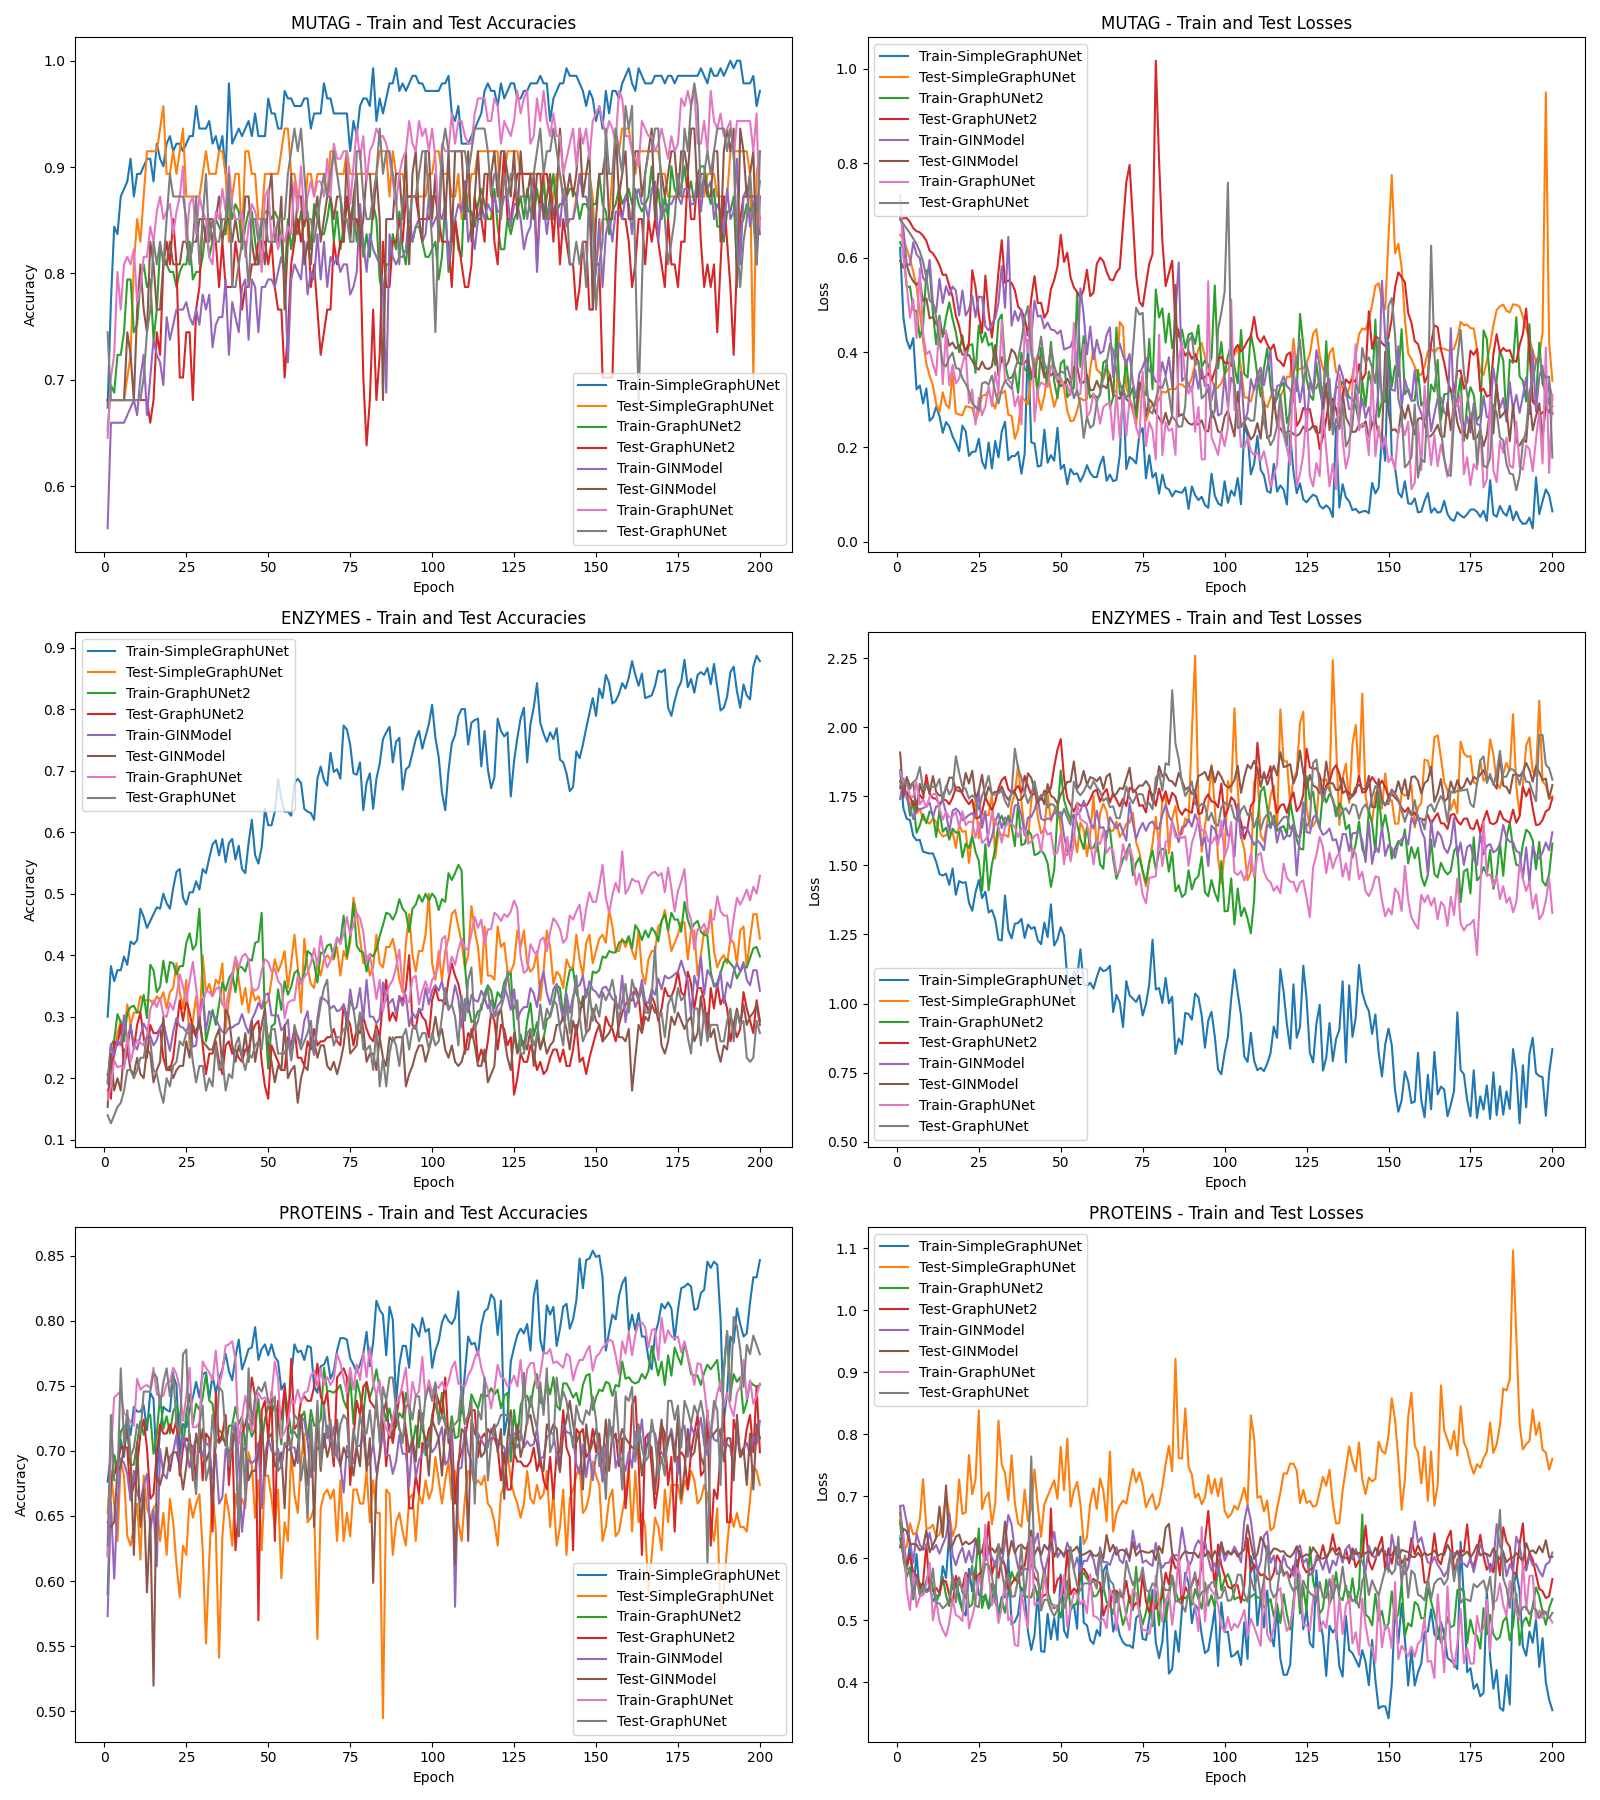 MUTAG - Train and Test Accuracies
Accuracy
1.0
0.9
0.8
0.7
0.6
0
25
50
75
100
125
150
175
200
Epoch
Train-SimpleGraphUNet
Test-SimpleGraphUNet
Train-GraphUNet2
Test-GraphUNet2
Train-GINModel
Test-GINModel
Train-GraphUNet
Test-GraphUNet
MUTAG - Train and Test Losses
Loss
1.0
0.8
0.6
0.4
0.2
0.0
0
25
50
75
100
125
150
175
200
Epoch
Train-SimpleGraphUNet
Test-SimpleGraphUNet
Train-GraphUNet2
Test-GraphUNet2
Train-GINModel
Test-GINModel
Train-GraphUNet
Test-GraphUNet
ENZYMES - Train and Test Accuracies
Accuracy
0.9
0.8
0.7
0.6
0.5
0.4
0.3
0.2
0.1
0
25
50
75
100
125
150
175
200
Epoch
Train-SimpleGraphUNet
Test-SimpleGraphUNet
Train-GraphUNet2
Test-GraphUNet2
Train-GINModel
Test-GINModel
Train-GraphUNet
Test-GraphUNet
ENZYMES - Train and Test Losses
Loss
2.25
2.00
1.75
1.50
1.25
1.00
0.75
0.50
0
25
50
75
100
125
150
175
200
Epoch
Train-SimpleGraphUNet
Test-SimpleGraphUNet
Train-GraphUNet2
Test-GraphUNet2
Train-GINModel
Test-GINModel
Train-GraphUNet
Test-GraphUNet
PROTEINS - Train and Test Accuracies
Accuracy
0.85
0.80
0.75
0.70
0.65
0.60
0.55
0.50
0
25
50
75
100
125
150
175
200
Epoch
Train-SimpleGraphUNet
Test-SimpleGraphUNet
Train-GraphUNet2
Test-GraphUNet2
Train-GINModel
Test-GINModel
Train-GraphUNet
Test-GraphUNet
PROTEINS - Train and Test Losses
Loss
1.1
1.0
0.9
0.8
0.7
0.6
0.5
0.4
0
25
50
75
100
125
150
175
200
Epoch
Train-SimpleGraphUNet
Test-SimpleGraphUNet
Train-GraphUNet2
Test-GraphUNet2
Train-GINModel
Test-GINModel
Train-GraphUNet
Test-GraphUNet